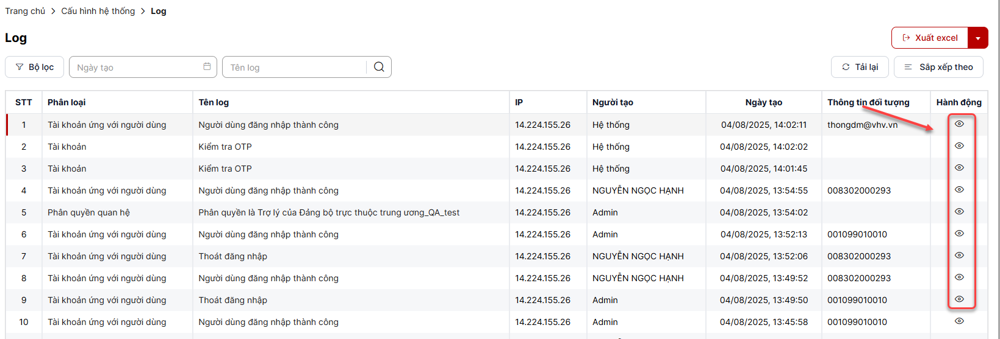 Trang chủ > Cấu hình hệ thống > Log
Log
Xuất excel
Bộ lọc Ngày tạo Tên log Tải lại Sắp xếp theo
STT Phân loại Tên log IP Người tạo Ngày tạo Thông tin đối tượng Hành động
1 Tài khoản ứng với người dùng Người dùng đăng nhập thành công 14.224.155.26 Hệ thống 04/08/2025, 14:02:11 thongdm@vhv.vn
2 Tài khoản Kiểm tra OTP 14.224.155.26 Hệ thống 04/08/2025, 14:02:02
3 Tài khoản Kiểm tra OTP 14.224.155.26 Hệ thống 04/08/2025, 14:01:45
4 Tài khoản ứng với người dùng Người dùng đăng nhập thành công 14.224.155.26 NGUYỄN NGỌC HẠNH 04/08/2025, 13:54:55 008302000293
5 Phân quyền quan hệ Phân quyền là Trợ lý của Đảng bộ trực thuộc trung ương_QA_test 14.224.155.26 Admin 04/08/2025, 13:54:02
6 Tài khoản ứng với người dùng Người dùng đăng nhập thành công 14.224.155.26 Admin 04/08/2025, 13:52:13 001099010010
7 Tài khoản ứng với người dùng Thoát đăng nhập 14.224.155.26 NGUYỄN NGỌC HẠNH 04/08/2025, 13:52:06 008302000293
8 Tài khoản ứng với người dùng Người dùng đăng nhập thành công 14.224.155.26 NGUYỄN NGỌC HẠNH 04/08/2025, 13:49:52 008302000293
9 Tài khoản ứng với người dùng Thoát đăng nhập 14.224.155.26 Admin 04/08/2025, 13:49:50 001099010010
10 Tài khoản ứng với người dùng Người dùng đăng nhập thành công 14.224.155.26 Admin 04/08/2025, 13:45:58 001099010010